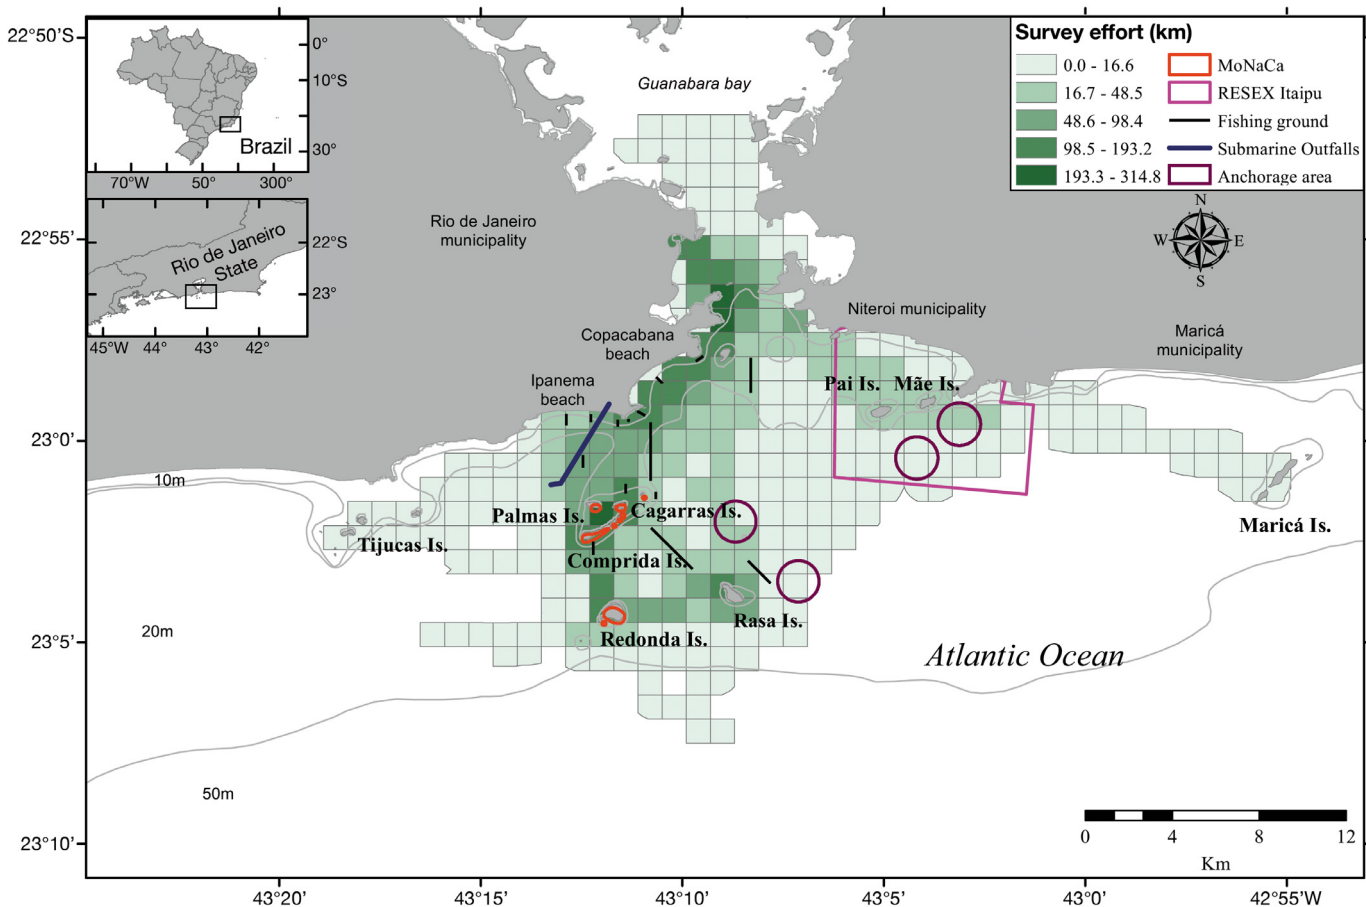 22°50'S
22°55'
23°0'
23°5'
23°10'
0°
10°S
30°
Brazil
70°W
50°
300°
Rio de Janeiro
State
22°S
23°
45°W
44°
43°
42°
Guanabara bay
Survey effort (km)
0.0 - 16.6
16.7 - 48.5
48.6 - 98.4
98.5 - 193.2
193.3 - 314.8
MoNaCa
RESEX Itaipu
Fishing ground
Submarine Outfalls
Anchorage area
N
W
E
S
Rio de Janeiro
municipality
Niteroi municipality
Maricá
municipality
Copacabana
beach
Ipanema
beach
Pai Is.
Mãe Is.
10m
Palmas Is.
Cagarras Is.
Maricá Is.
Tijucas Is.
Comprida Is.
Rasa Is.
20m
Redonda Is.
Atlantic Ocean
50m
0
4
8
12
Km
43°20'
43°15'
43°10'
43°5'
43°0'
42°55'W